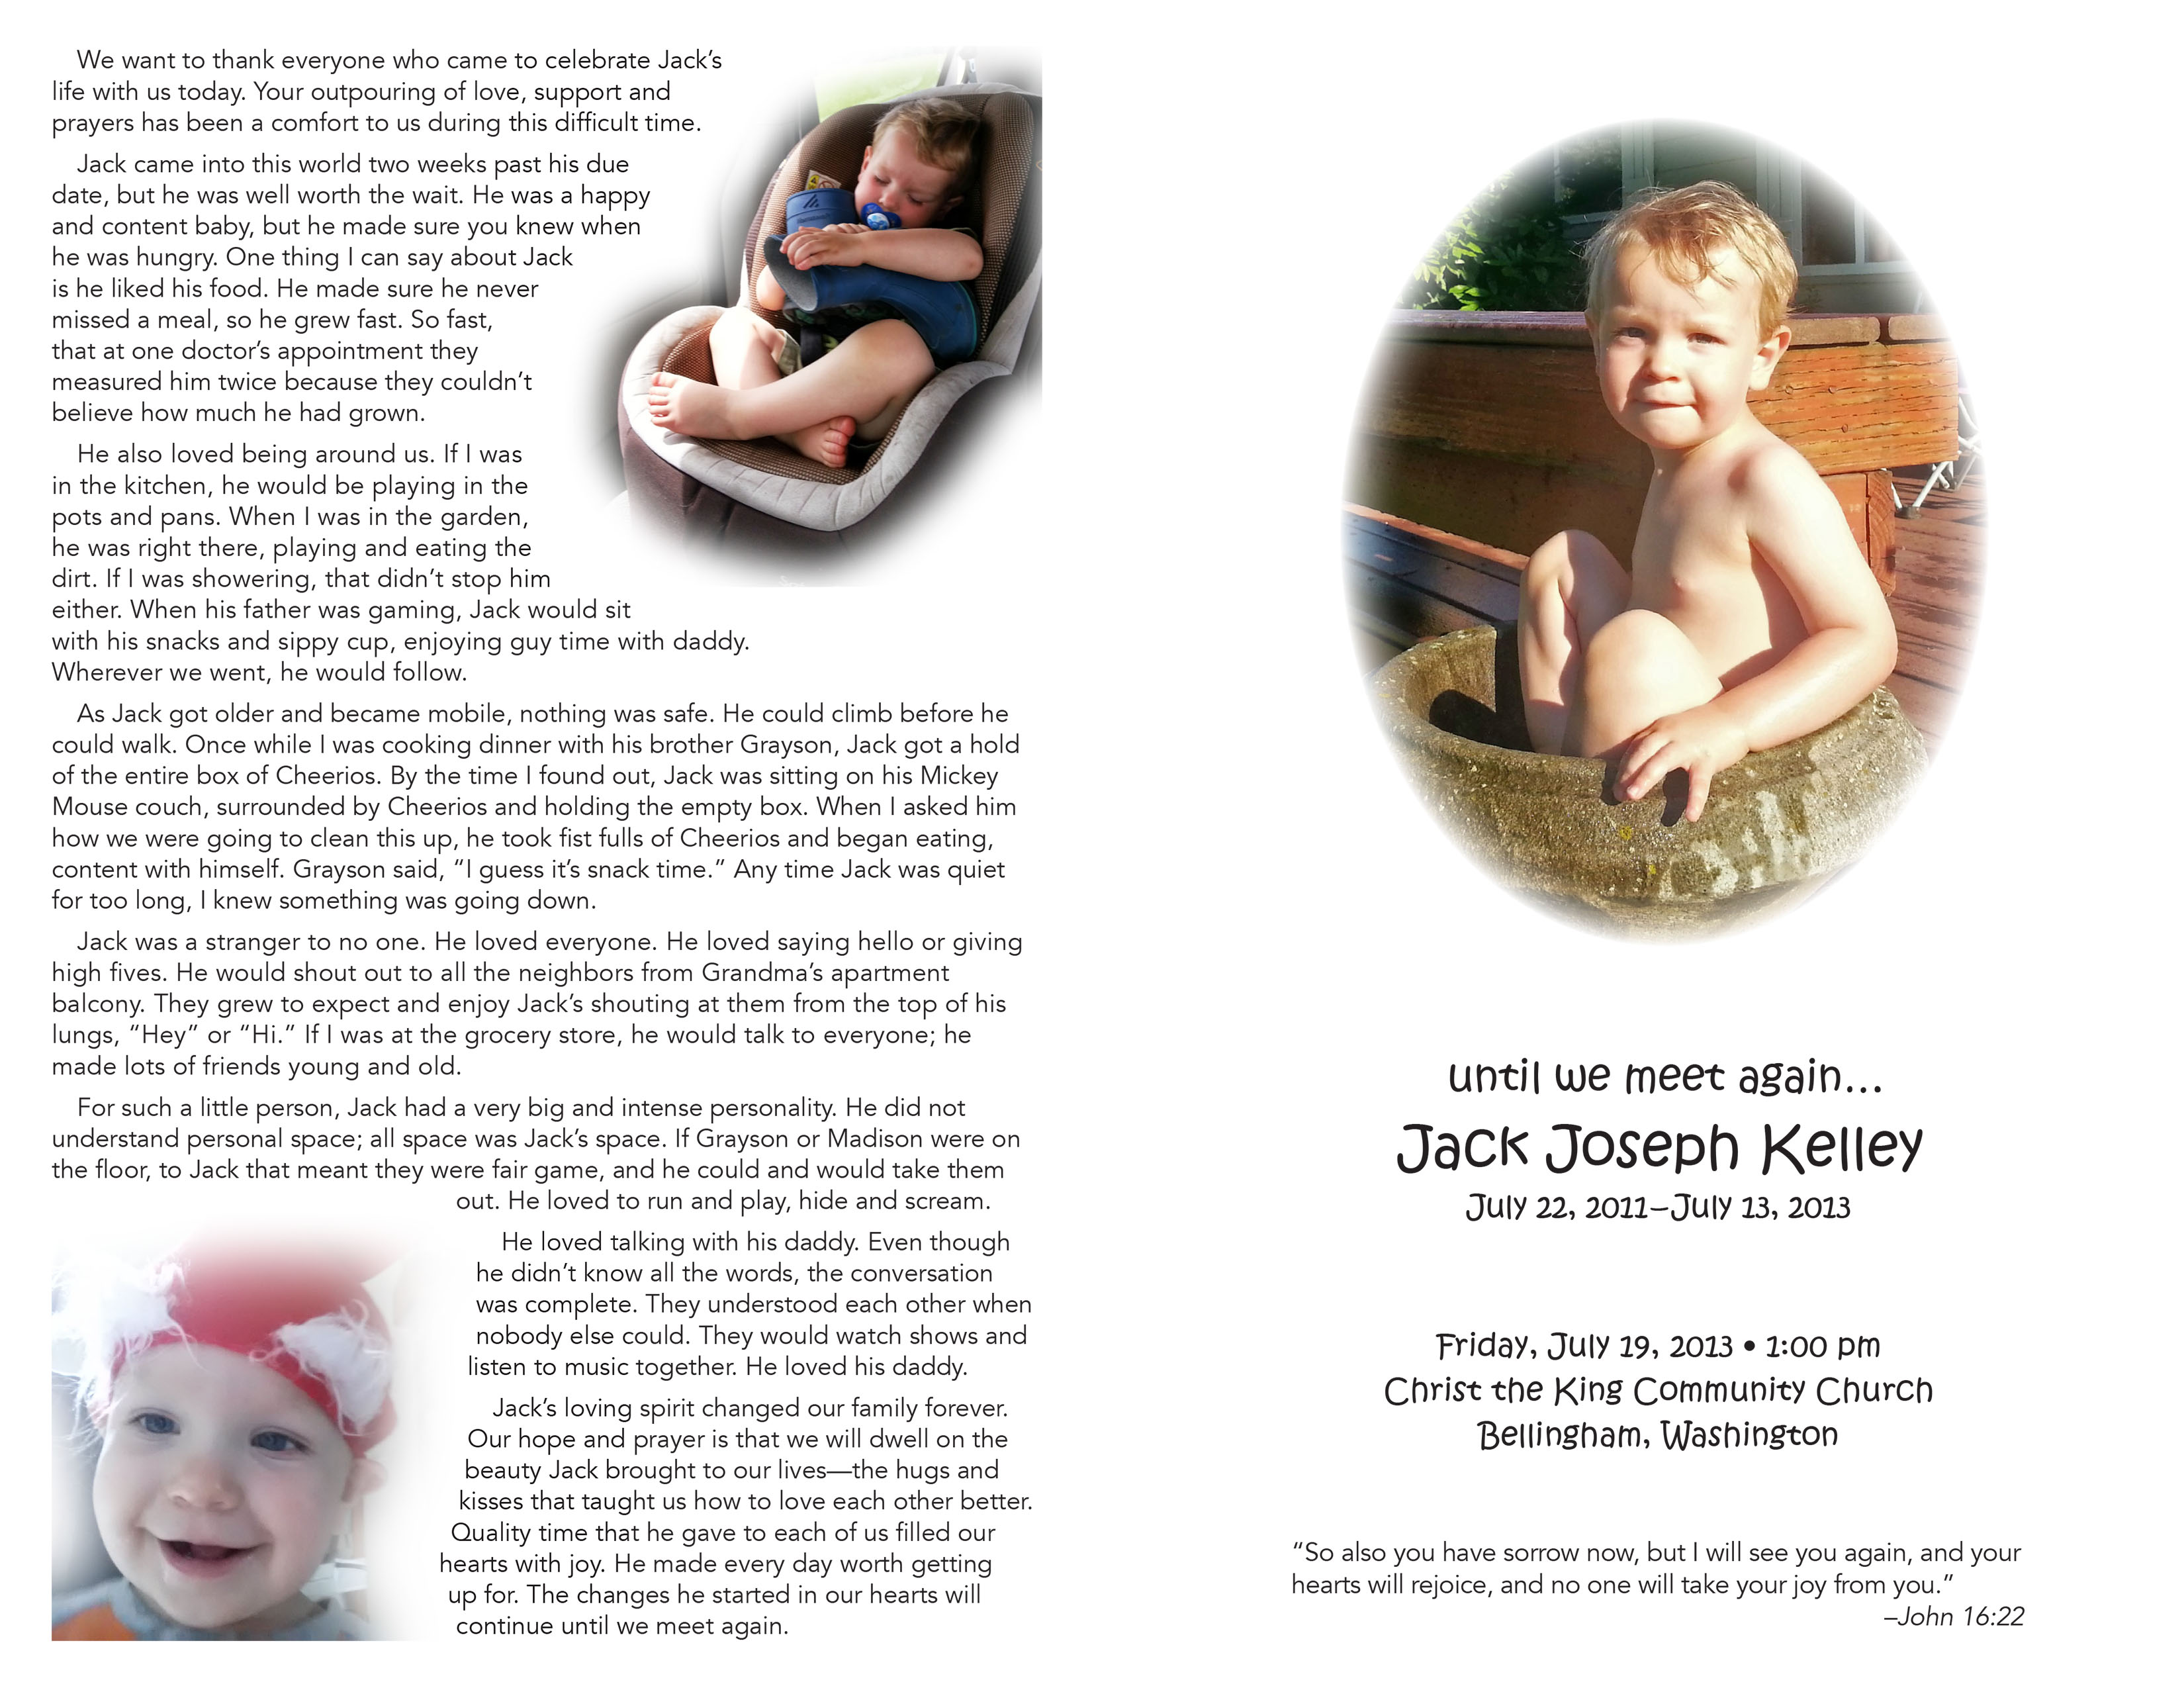 We want to thank everyone who came to celebrate Jack’s
life with us today. Your outpouring of love, support and
prayers has been a comfort to us during this difficult time.
Jack came into this world two weeks past his due
date, but he was well worth the wait. He was a happy
and content baby, but he made sure you knew when
he was hungry. One thing I can say about Jack
is he liked his food. He made sure he never
missed a meal, so he grew fast. So fast,
that at one doctor’s appointment they
measured him twice because they couldn’t
believe how much he had grown.
He also loved being around us. If I was
in the kitchen, he would be playing in the
pots and pans. When I was in the garden,
he was right there, playing and eating the
dirt. If I was showering, that didn’t stop him
either. When his father was gaming, Jack would sit
with his snacks and sippy cup, enjoying guy time with daddy.
Wherever we went, he would follow.
As Jack got older and became mobile, nothing was safe. He could climb before he
could walk. Once while I was cooking dinner with his brother Grayson, Jack got a hold
of the entire box of Cheerios. By the time I found out, Jack was sitting on his Mickey
Mouse couch, surrounded by Cheerios and holding the empty box. When I asked him
how we were going to clean this up, he took fist fulls of Cheerios and began eating,
content with himself. Grayson said, “I guess it’s snack time.” Any time Jack was quiet
for too long, I knew something was going down.
Jack was a stranger to no one. He loved everyone. He loved saying hello or giving
high fives. He would shout out to all the neighbors from Grandma’s apartment
balcony. They grew to expect and enjoy Jack’s shouting at them from the top of his
lungs, “Hey” or “Hi.” If I was at the grocery store, he would talk to everyone; he
made lots of friends young and old.
For such a little person, Jack had a very big and intense personality. He did not
understand personal space; all space was Jack’s space. If Grayson or Madison were on
the floor, to Jack that meant they were fair game, and he could and would take them
out. He loved to run and play, hide and scream.
He loved talking with his daddy. Even though
he didn’t know all the words, the conversation
was complete. They understood each other when
nobody else could. They would watch shows and
listen to music together. He loved his daddy.
Jack’s loving spirit changed our family forever.
Our hope and prayer is that we will dwell on the
beauty Jack brought to our lives—the hugs and
kisses that taught us how to love each other better.
Quality time that he gave to each of us filled our
hearts with joy. He made every day worth getting
up for. The changes he started in our hearts will
continue until we meet again.
until we meet again...
Jack Joseph Kelley
July 22, 2011–July 13, 2013
Friday, July 19, 2013 • 1:00 pm
Christ the King Community Church
Bellingham, Washington
“So also you have sorrow now, but I will see you again, and your
hearts will rejoice, and no one will take your joy from you.”
–John 16:22